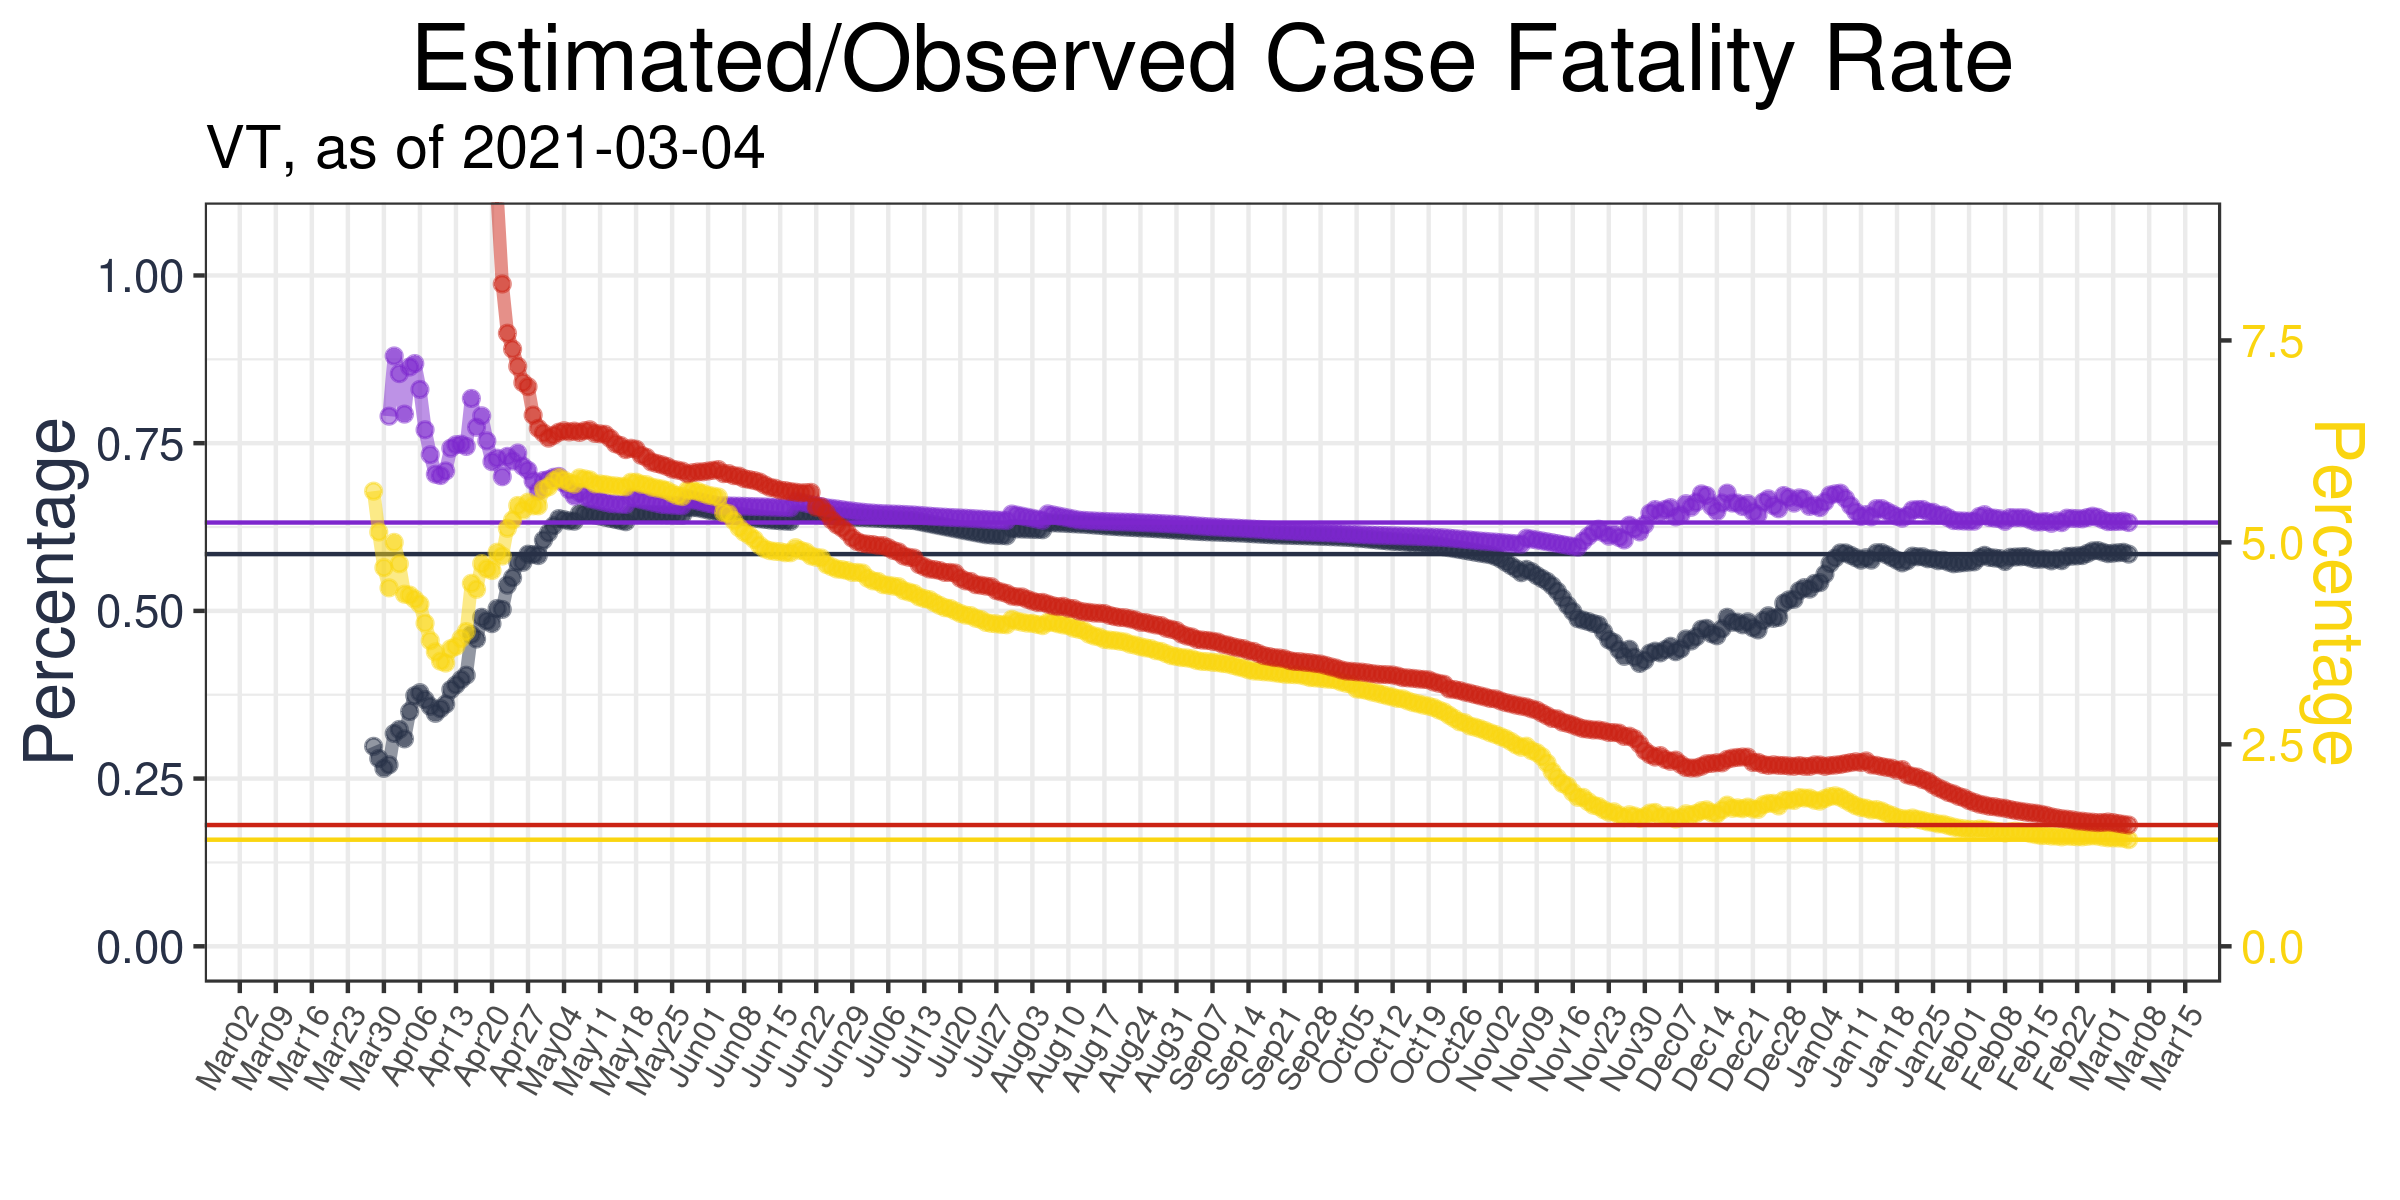 Estimated/Observed Case Fatality Rate
VT, as of 2021-03-04
Percentage
1.00
0.75
0.50
0.25
0.00
7.5
5.0
2.5
0.0
Percentage
Mar02
Mar09
Mar16
Mar23
Mar30
Apr06
Apr13
Apr20
Apr27
May04
May11
May18
May25
Jun01
Jun08
Jun15
Jun22
Jun29
Jul06
Jul13
Jul20
Jul27
Aug03
Aug10
Aug17
Aug24
Aug31
Sep07
Sep14
Sep21
Sep28
Oct05
Oct12
Oct19
Oct26
Nov02
Nov09
Nov16
Nov23
Nov30
Dec07
Dec14
Dec21
Dec28
Jan04
Jan11
Jan18
Jan25
Feb01
Feb08
Feb15
Feb22
Mar01
Mar08
Mar15